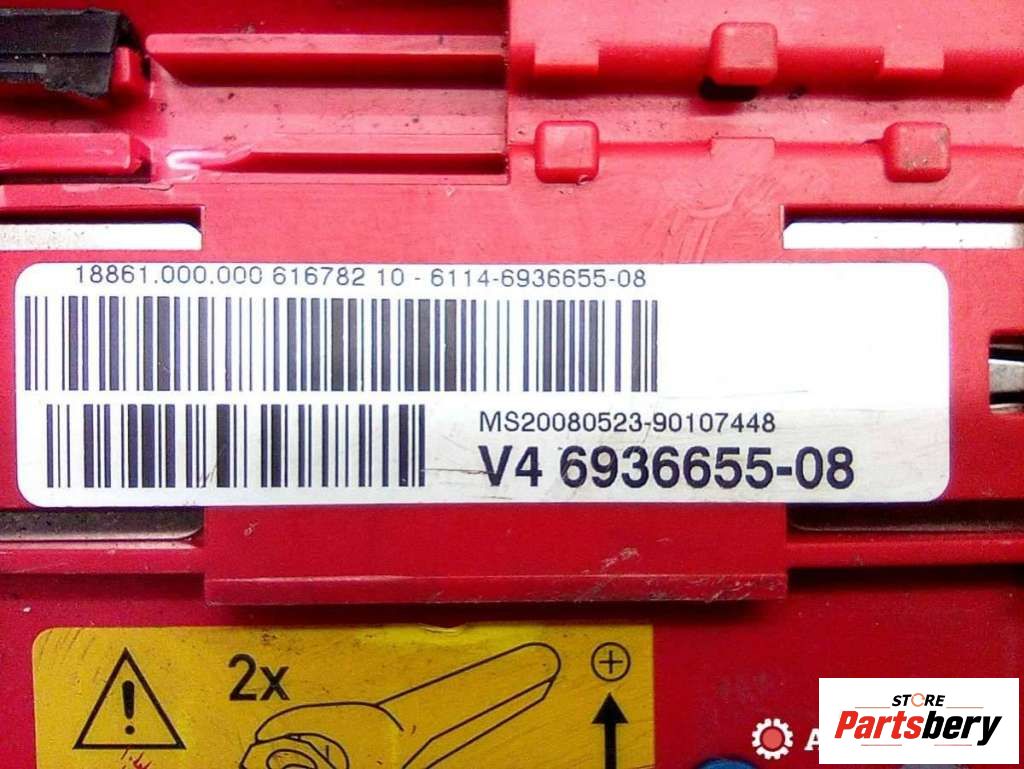 18861.000.000 616782 10 - 6114-6936655-08
MS20080523-90107448
V4 6936655-08
2x
STORE
Partsbery